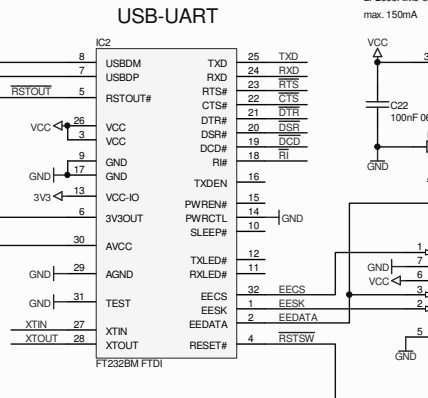 USB-UART
max. 150mA
IC2
VCC
8 USBDM TXD 25 TXD
7 USBDP RXD 24 RXD
RSTOUT 5 RSTOUT# RTS# 23 RTS
CTS# 22 CTS
C22
100nF
DTR# 21 DTR
VCC 26 VCC DSR# 20 DSR
3 VCC DCD# 19 DCD
9 GND RI# 18 RI
GND
GND 17 GND TXDEN 16
3V3 13 VCC-IO PWREN# 15
6 3V3OUT PWRCTL 14 GND
SLEEP# 10
30 AVCC
TXLED# 12
1
GND 29 AGND RXLED# 11
GND 7
VCC 6
EECS 32 EECS 3
GND 31 TEST EESK 1 EESK 2
EEDATA 2 EEDATA
XTIN 27 XTIN
XTOUT 28 XTOUT RESET# 4 RSTSW
5
GND
FT232BM FTDI